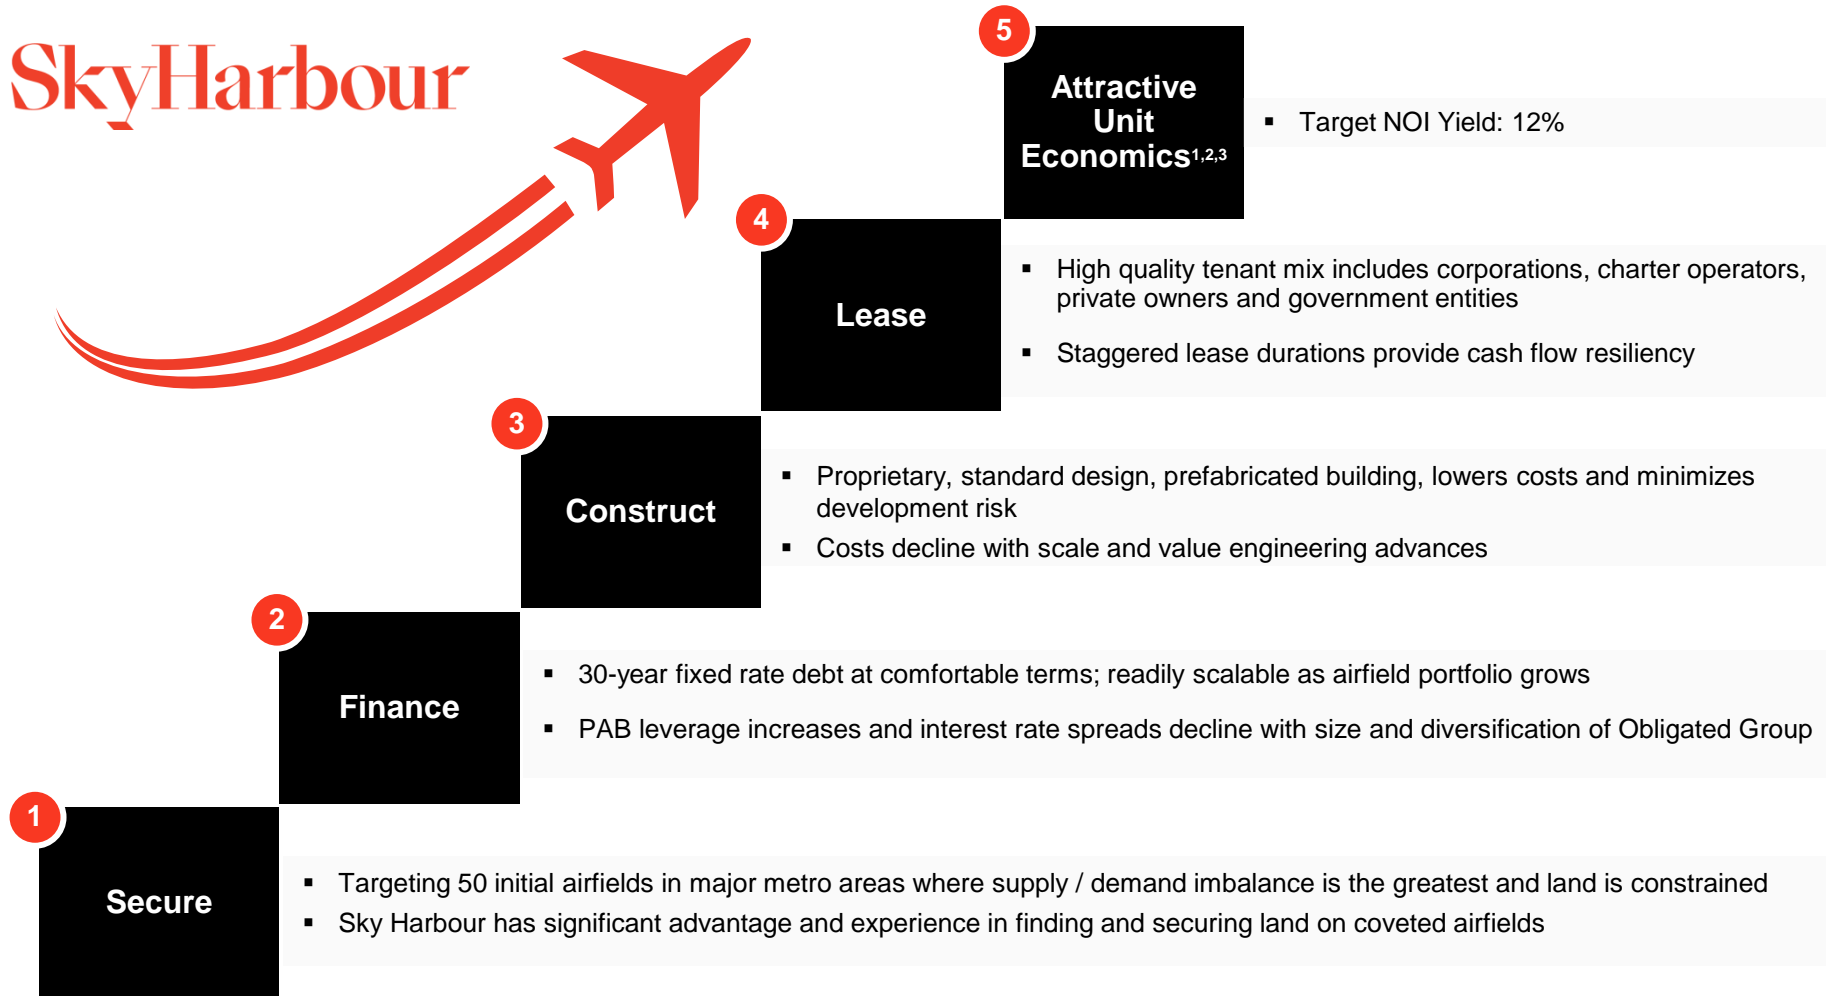 SkyHarbour
5
Attractive
Unit
Economics1,2,3
▪ Target NOI Yield: 12%
4
Lease
▪ High quality tenant mix includes corporations, charter operators,
private owners and government entities
▪ Staggered lease durations provide cash flow resiliency
3
Construct
▪ Proprietary, standard design, prefabricated building, lowers costs and minimizes
development risk
▪ Costs decline with scale and value engineering advances
2
Finance
▪ 30-year fixed rate debt at comfortable terms; readily scalable as airfield portfolio grows
▪ PAB leverage increases and interest rate spreads decline with size and diversification of Obligated Group
1
Secure
▪ Targeting 50 initial airfields in major metro areas where supply / demand imbalance is the greatest and land is constrained
▪ Sky Harbour has significant advantage and experience in finding and securing land on coveted airfields